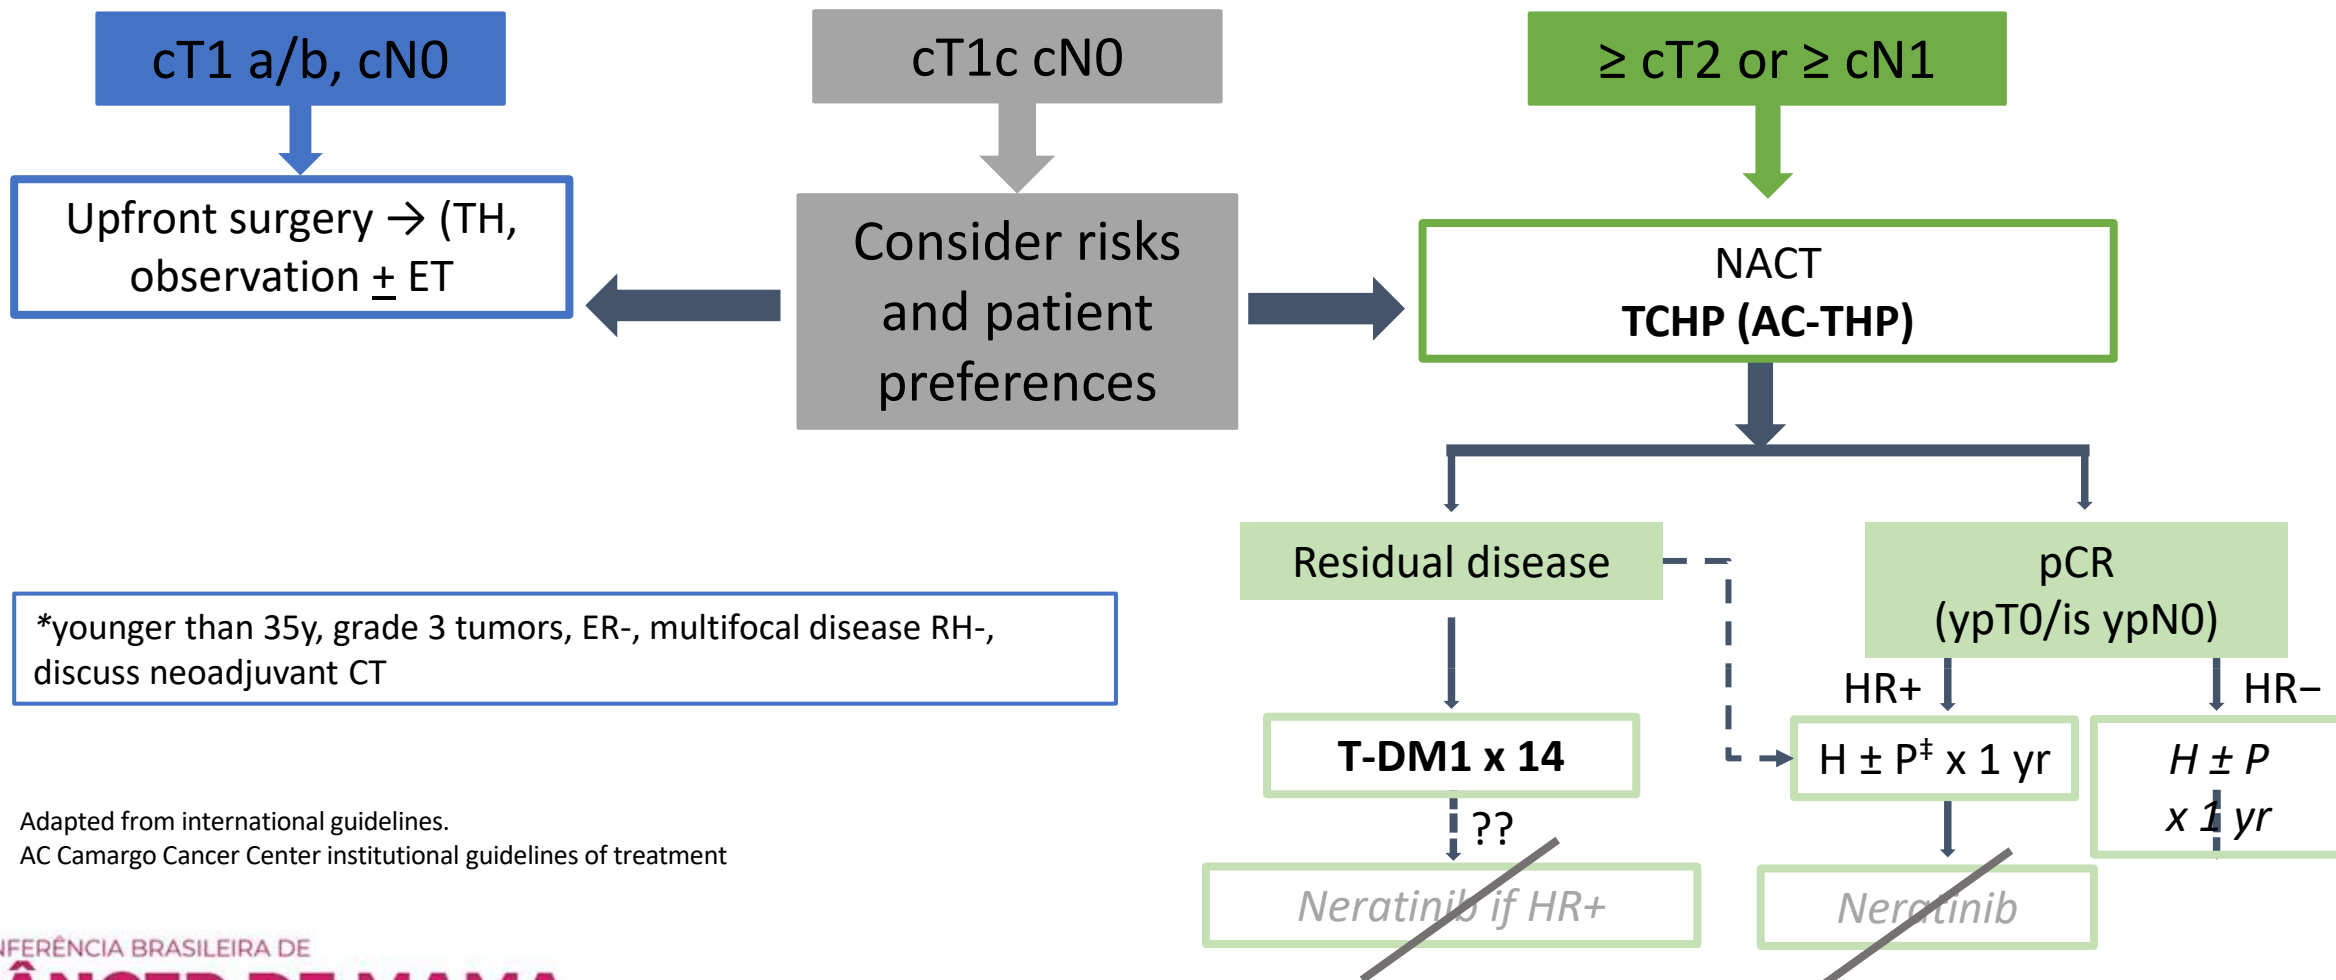 cT1 a/b, cN0
cT1c cN0
≥ cT2 or ≥ cN1
Upfront surgery → (TH,
observation ± ET
Consider risks
and patient
preferences
NACT
TCHP (AC-THP)
Residual disease
pCR
(ypT0/is ypN0)
*younger than 35y, grade 3 tumors, ER-, multifocal disease RH-,
discuss neoadjuvant CT
HR+
HR−
T-DM1 x 14
H ± P‡ x 1 yr
H ± P
x 1 yr
??
Neratinib if HR+
Neratinib
Adapted from international guidelines.
AC Camargo Cancer Center institutional guidelines of treatment
NFERÊNCIA BRASILEIRA DE
ÂNCER DE MAMA